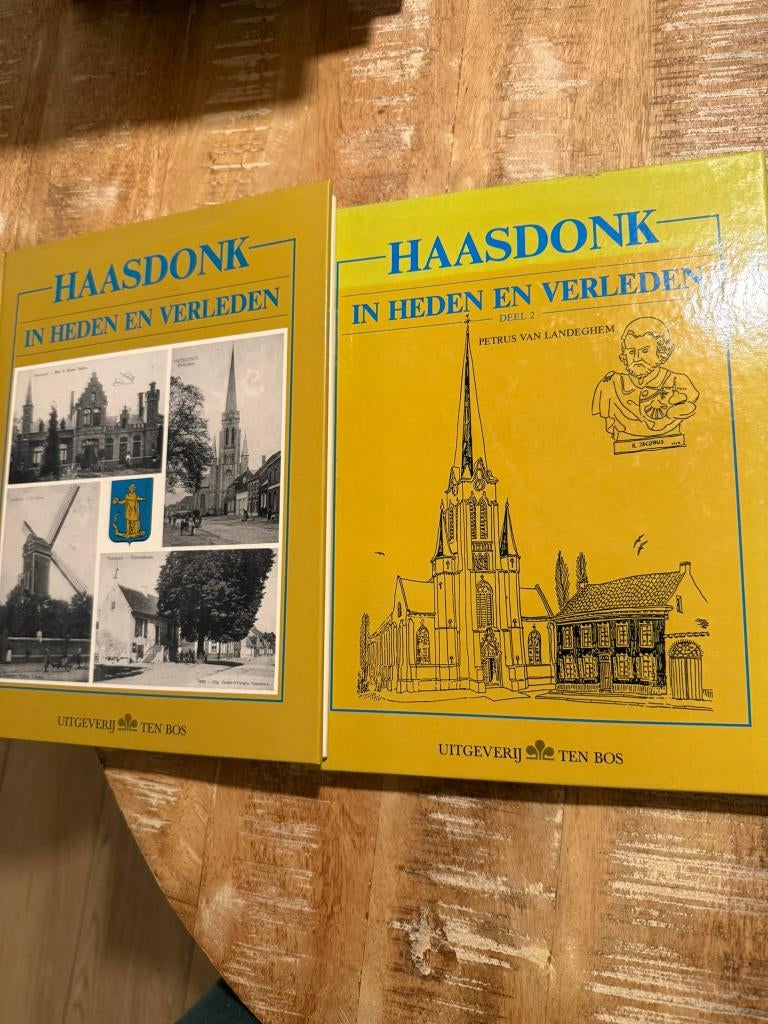 HAASDONK
IN HEDEN EN VERLEDEN
UITGEVERIJ TEN BOS
HAASDONK
IN HEDEN EN VERLEDEN
DEEL 2
PETRUS VAN LANDEGHEM
H. JACOBUS
UITGEVERIJ TEN BOS